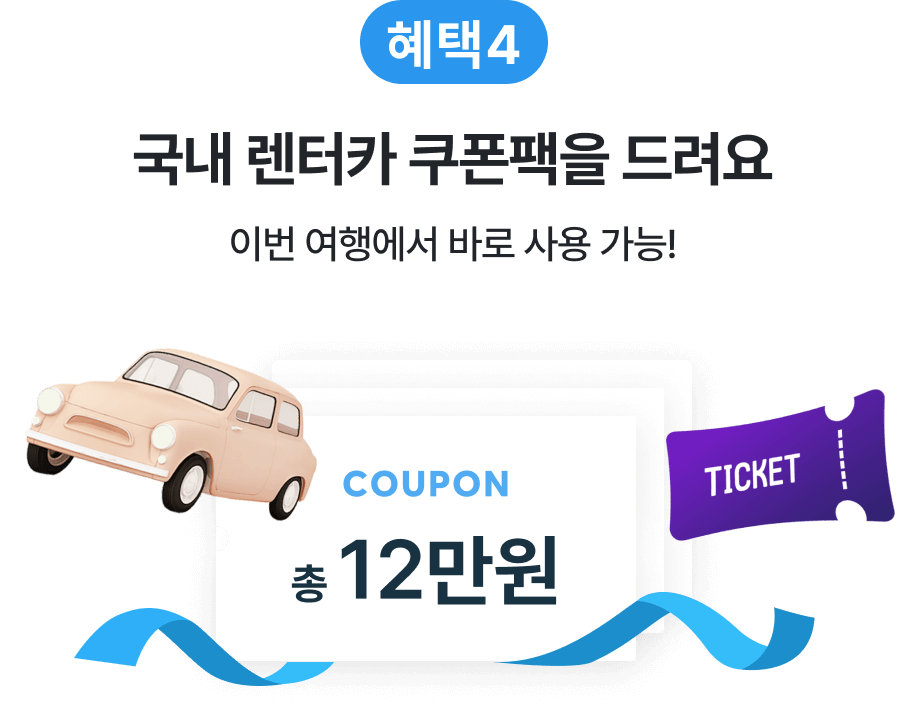 혜택4
국내 렌터카 쿠폰팩을 드려요
이번 여행에서 바로 사용 가능!
TICKET
COUPON
총 12만원